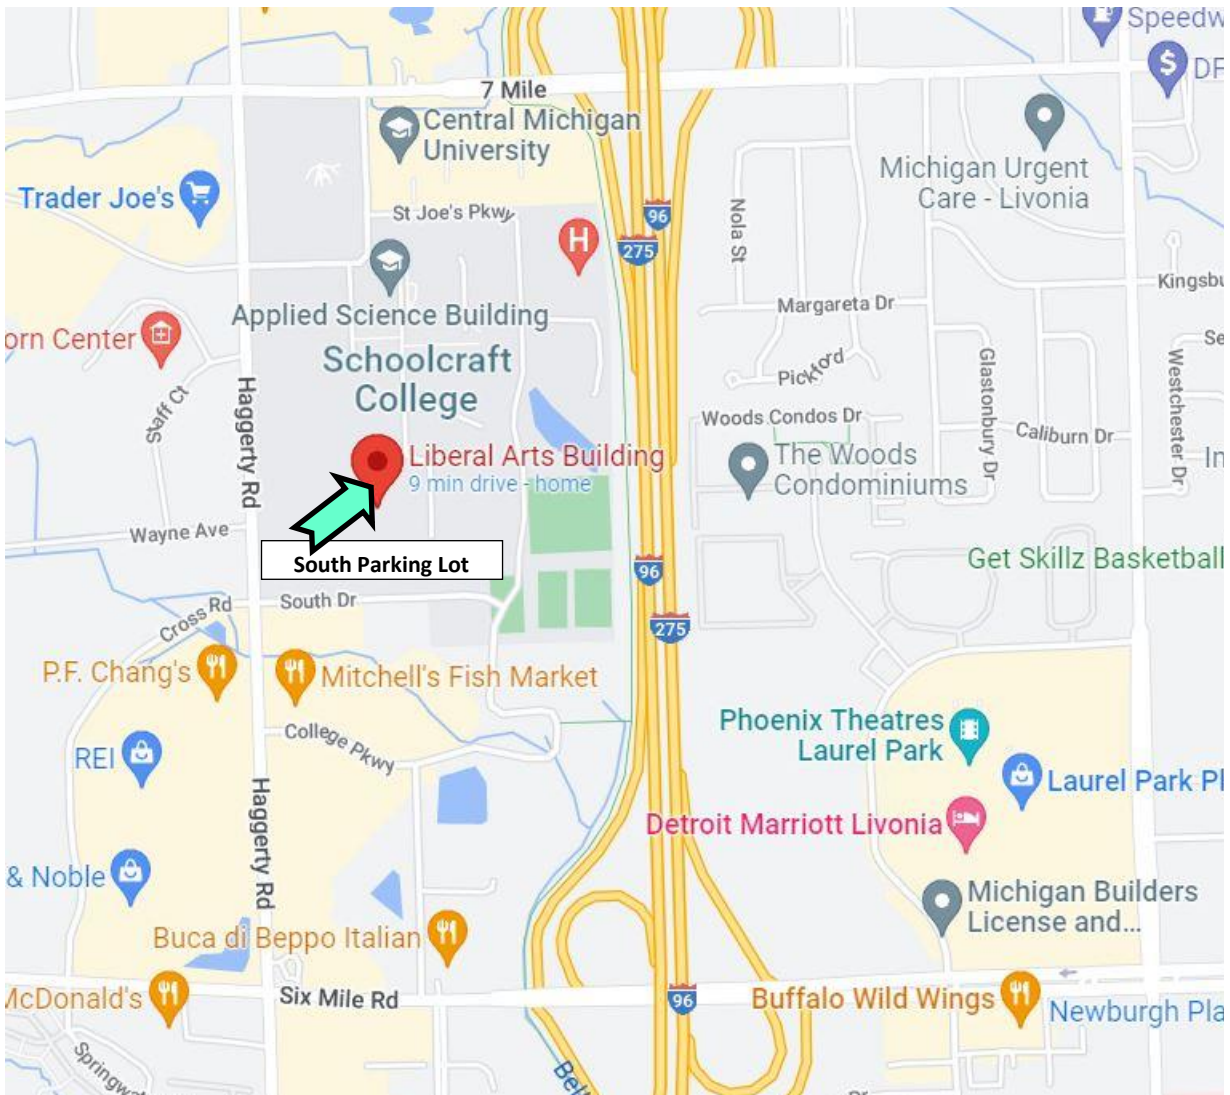 Speedw
DF
7 Mile
Central Michigan
University
Michigan Urgent
Care - Livonia
Trader Joe's
St Joe's Pkwy
H
96
275
Nola St
Kingsbu
Margareta Dr
Applied Science Building
orn Center
Se
Schoolcraft
College
Pickford
Staff Ct
Haggerty Rd
Glastonbury Dr
Westchester Dr
Woods Condos Dr
Caliburn Dr
Liberal Arts Building
9 min drive - home
The Woods
Condominiums
In
Wayne Ave
South Parking Lot
96
Get Skillz Basketball
Cross Rd
South Dr
275
P.F. Chang's
Mitchell's Fish Market
College Pkwy
Phoenix Theatres
Laurel Park
REI
Laurel Park Pl
Haggerty Rd
Detroit Marriott Livonia
& Noble
Michigan Builders
License and...
Buca di Beppo Italian
McDonald's
Six Mile Rd
96
Buffalo Wild Wings
Newburgh Pla
Springwat
Belt
Dr